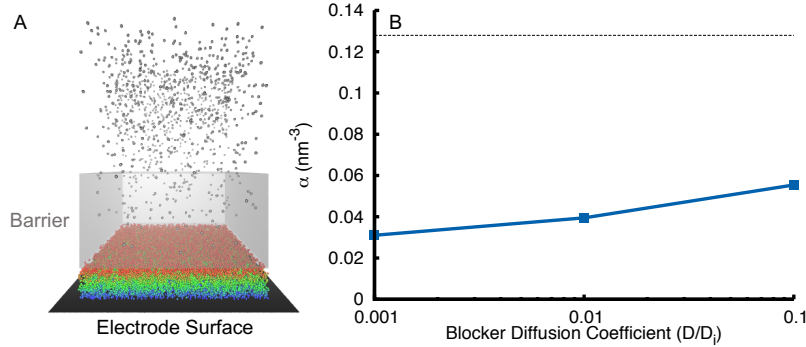 A
Barrier
Electrode Surface
B
0.14
0.12
0.1
0.08
0.06
0.04
0.02
0
α (nm-3)
0.001
0.01
0.1
Blocker Diffusion Coefficient (D/Di)